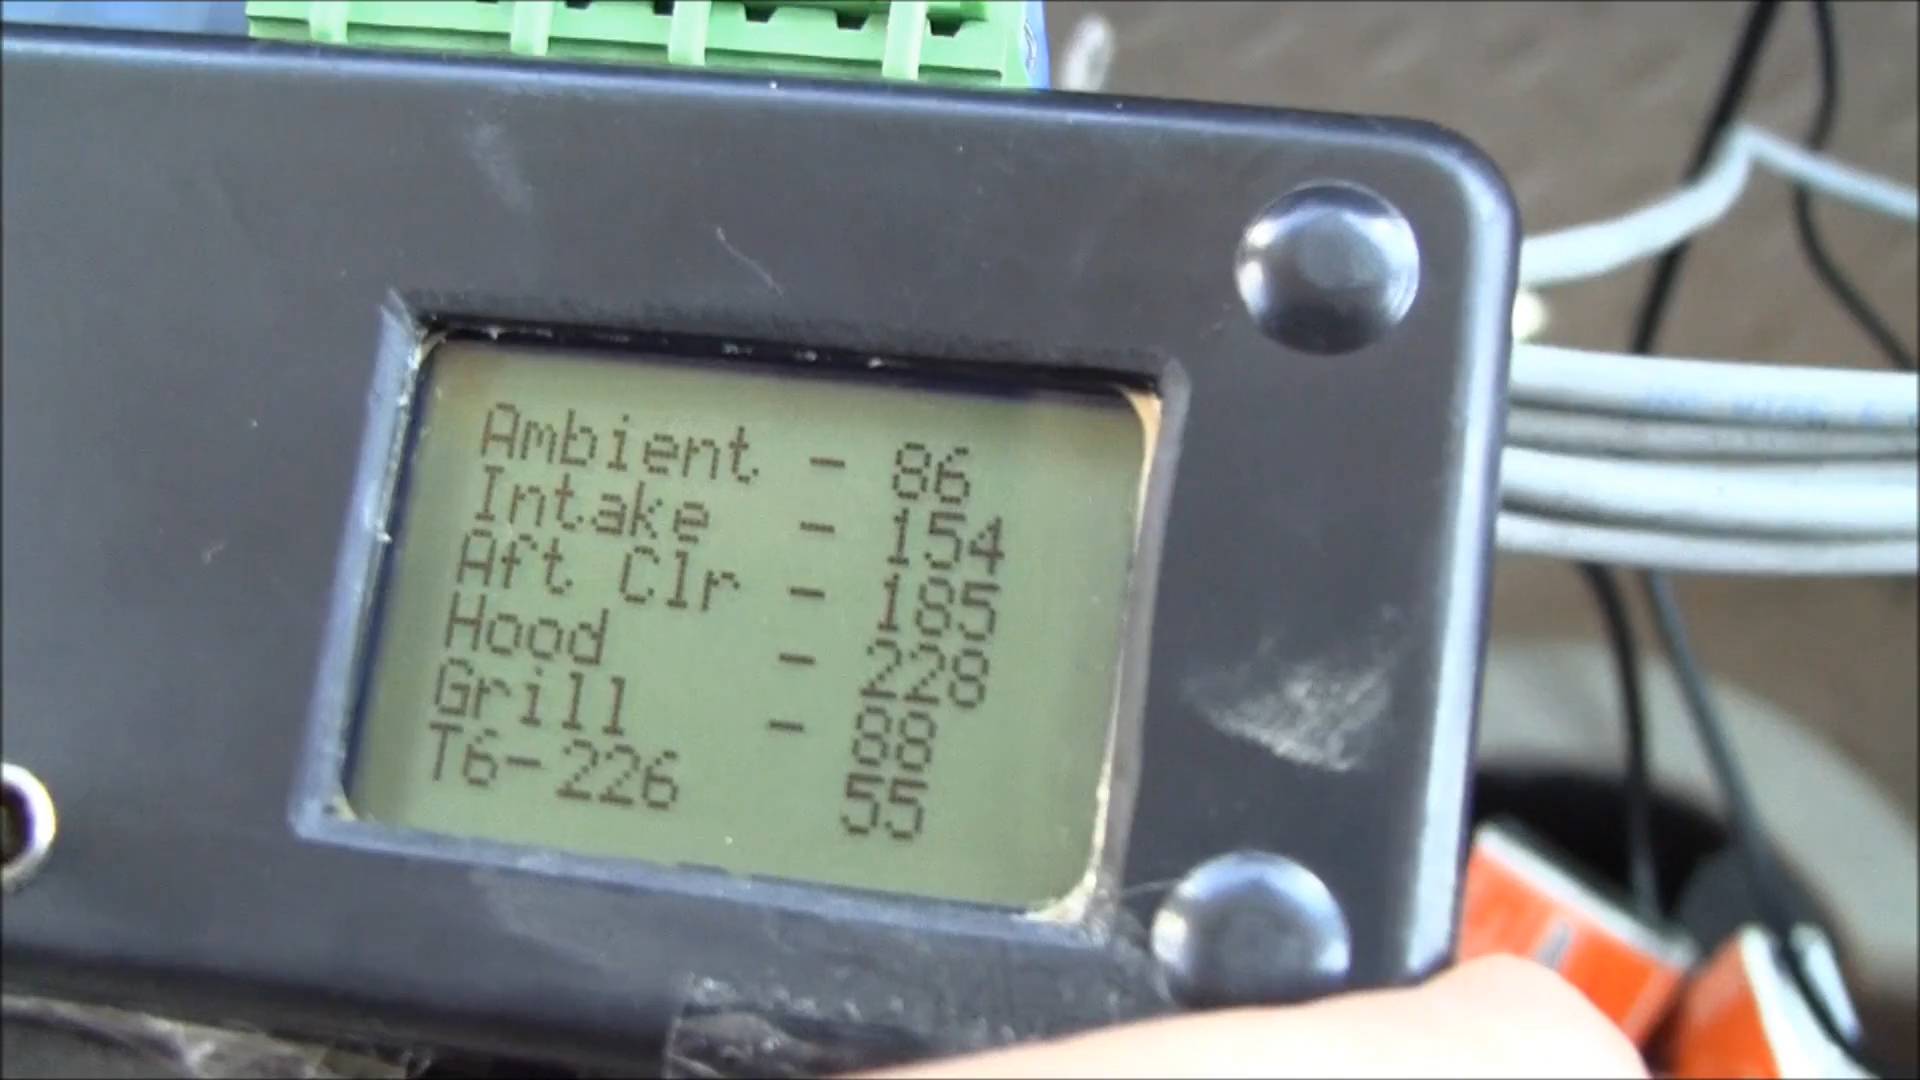 Ambient - 86
Intake - 154
Aft Clr - 185
Hood - 228
Grill - 88
T6-226 55